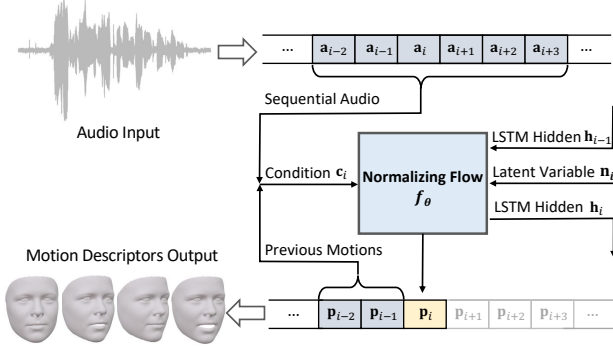 ... a_{i−2} a_{i−1} a_i a_{i+1} a_{i+2} a_{i+3} ...
Audio Input
Sequential Audio
LSTM Hidden h_{i−1}
Condition c_i
Normalizing Flow
f_θ
Latent Variable n_i
LSTM Hidden h_i
Motion Descriptors Output
Previous Motions
... p_{i−2} p_{i−1} p_i p_{i+1} p_{i+2} p_{i+3} ...